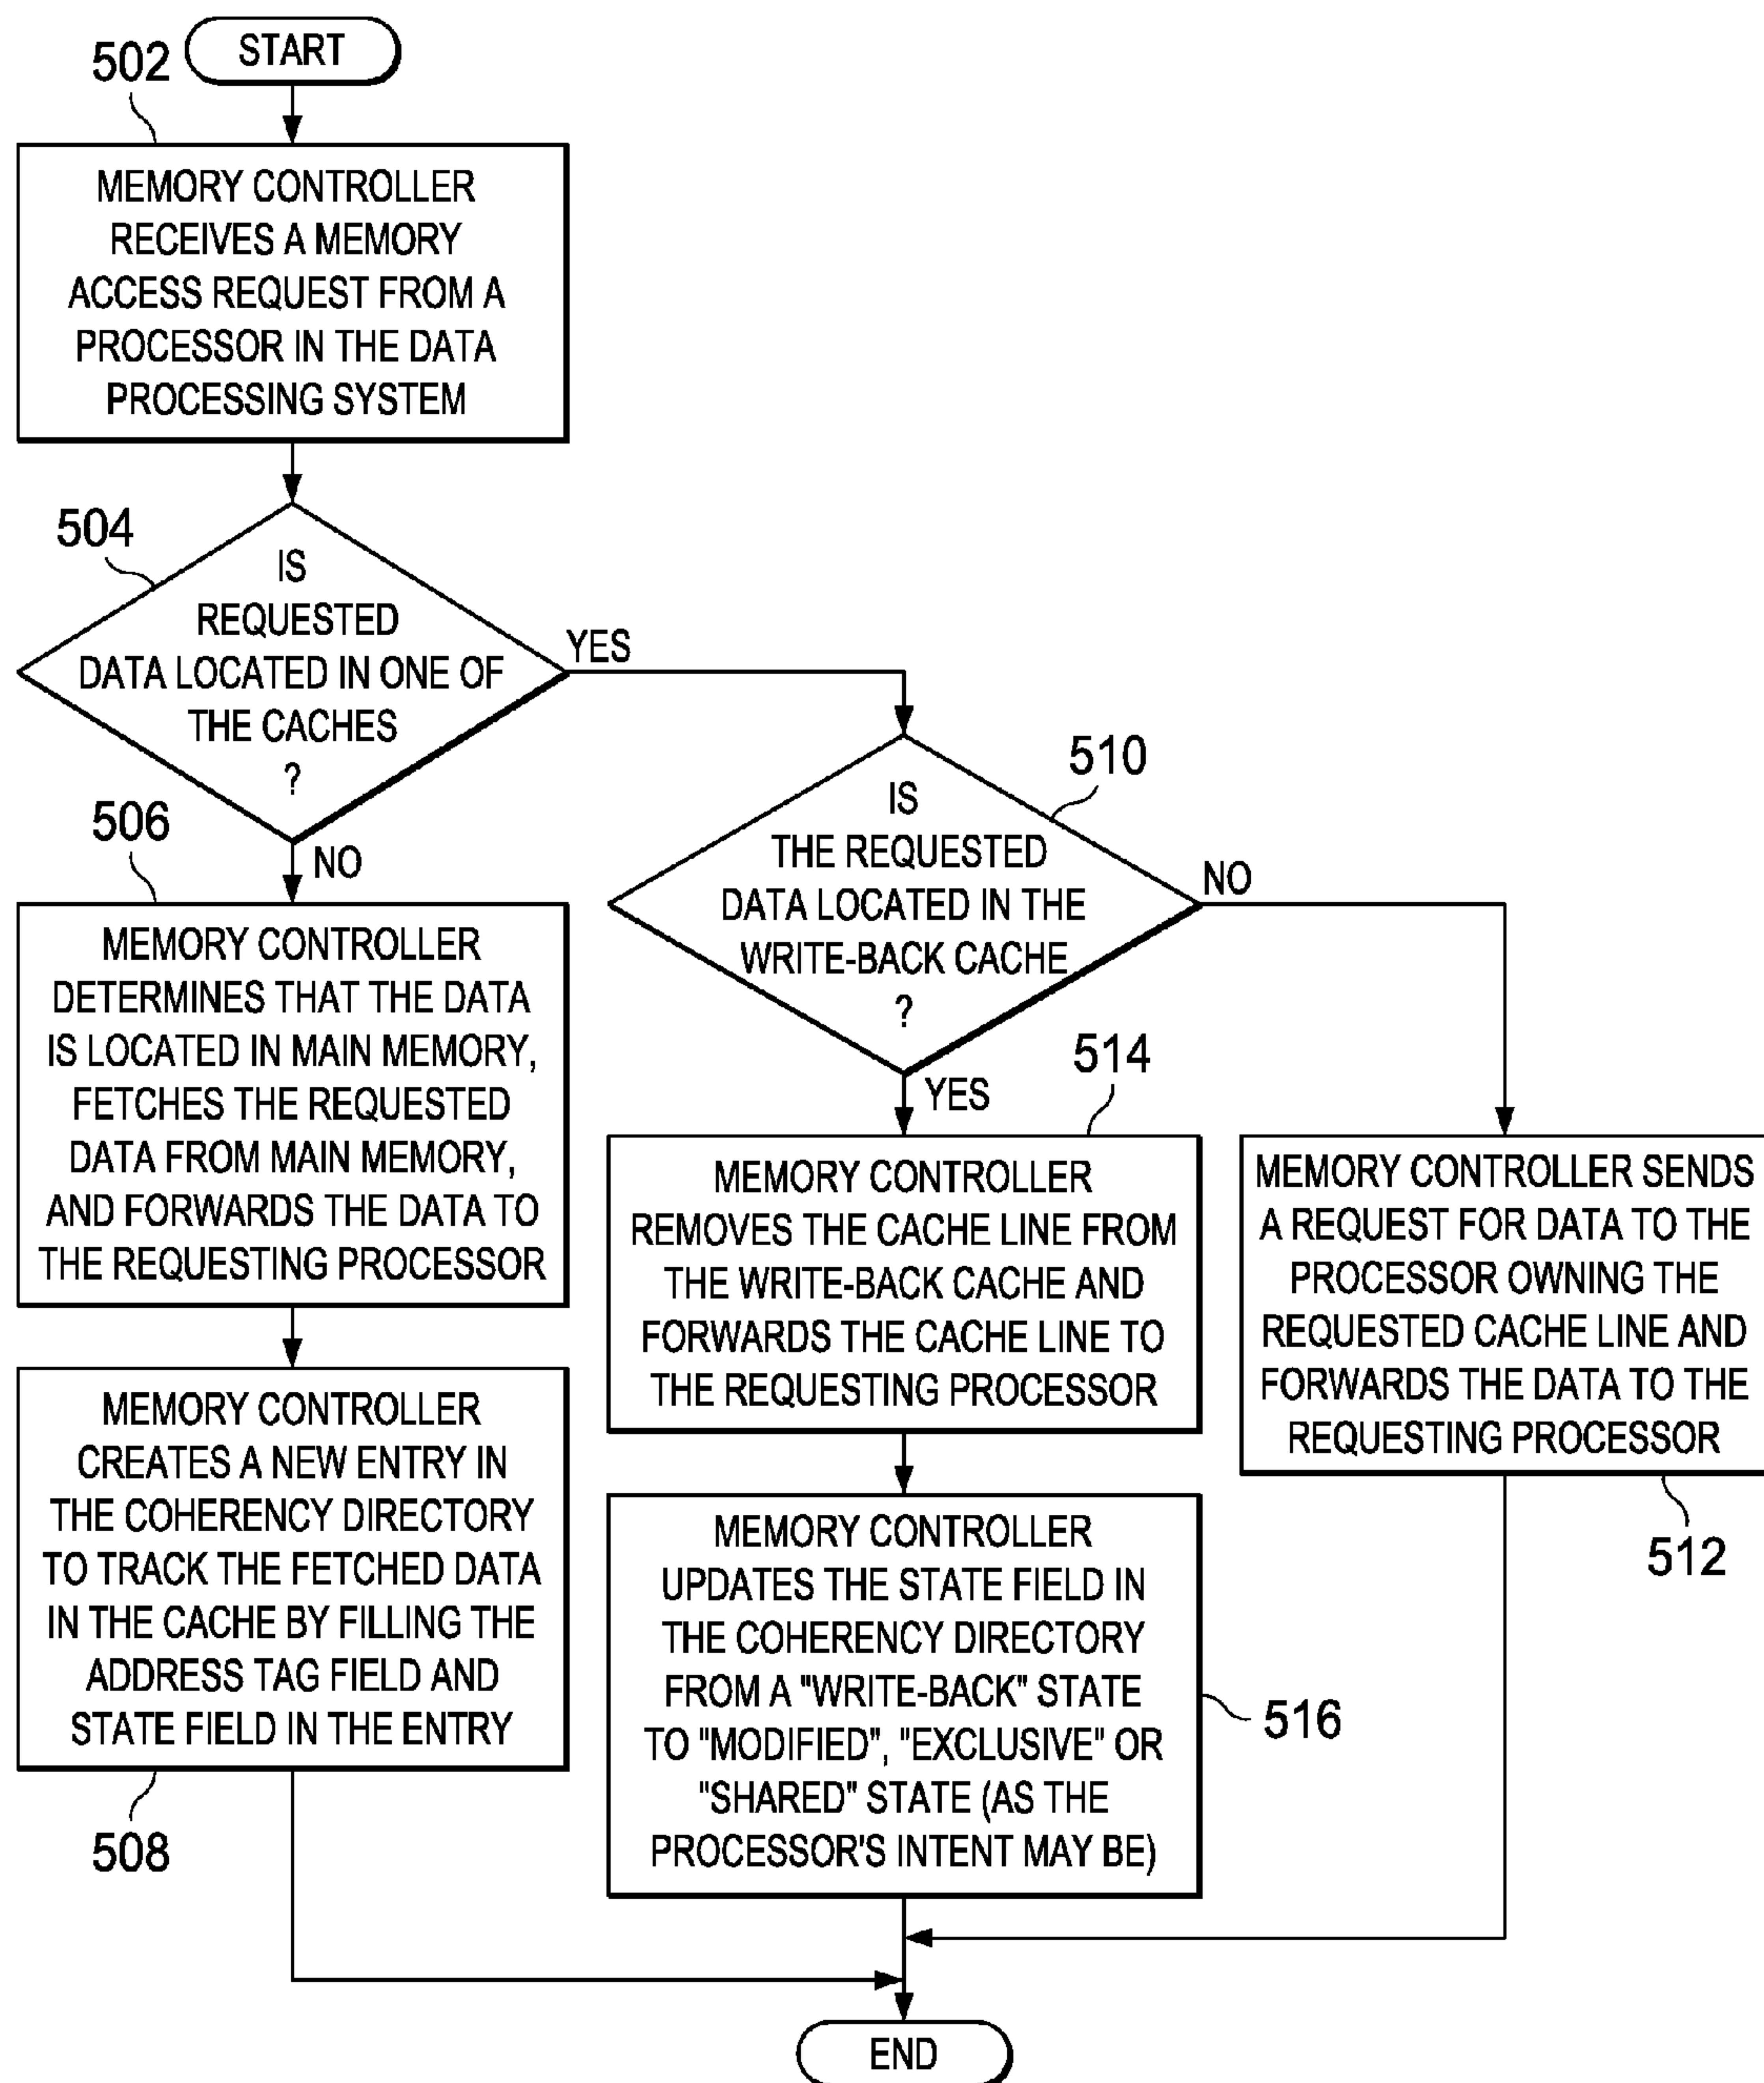 START
502
MEMORY CONTROLLER
RECEIVES A MEMORY
ACCESS REQUEST FROM A
PROCESSOR IN THE DATA
PROCESSING SYSTEM
504
IS
REQUESTED
DATA LOCATED IN ONE OF
THE CACHES
?
YES
NO
506
MEMORY CONTROLLER
DETERMINES THAT THE DATA
IS LOCATED IN MAIN MEMORY,
FETCHES THE REQUESTED
DATA FROM MAIN MEMORY,
AND FORWARDS THE DATA TO
THE REQUESTING PROCESSOR
MEMORY CONTROLLER
CREATES A NEW ENTRY IN
THE COHERENCY DIRECTORY
TO TRACK THE FETCHED DATA
IN THE CACHE BY FILLING THE
ADDRESS TAG FIELD AND
STATE FIELD IN THE ENTRY
508
510
IS
THE REQUESTED
DATA LOCATED IN THE
WRITE-BACK CACHE
?
NO
YES
514
MEMORY CONTROLLER
REMOVES THE CACHE LINE FROM
THE WRITE-BACK CACHE AND
FORWARDS THE CACHE LINE TO
THE REQUESTING PROCESSOR
MEMORY CONTROLLER
UPDATES THE STATE FIELD IN
THE COHERENCY DIRECTORY
FROM A "WRITE-BACK" STATE
TO "MODIFIED", "EXCLUSIVE" OR
"SHARED" STATE (AS THE
PROCESSOR'S INTENT MAY BE)
516
MEMORY CONTROLLER SENDS
A REQUEST FOR DATA TO THE
PROCESSOR OWNING THE
REQUESTED CACHE LINE AND
FORWARDS THE DATA TO THE
REQUESTING PROCESSOR
512
END